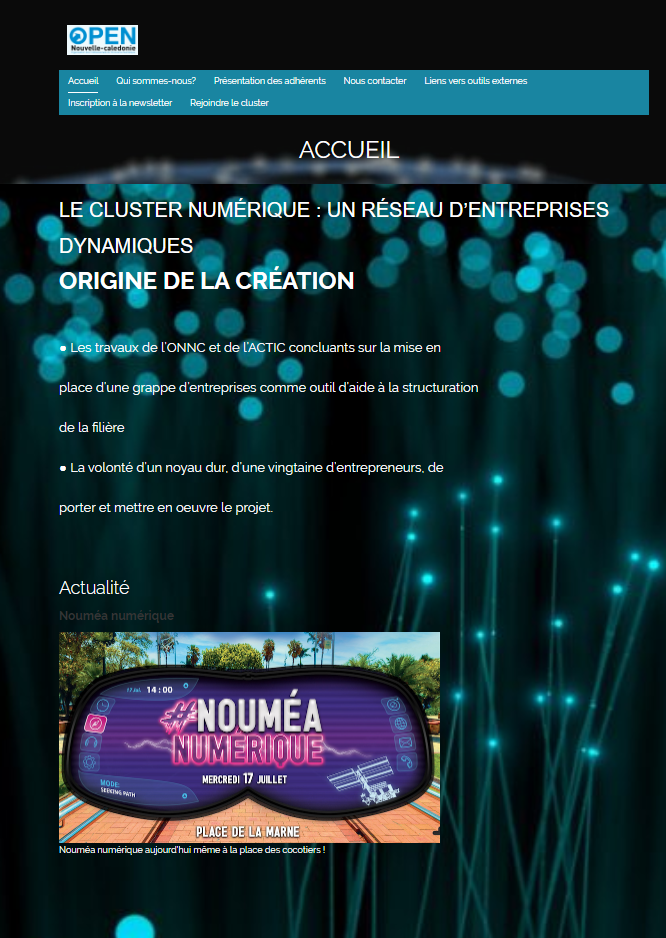 OPEN
Nouvelle-caledonie
Accueil Qui sommes-nous? Présentation des adhérents Nous contacter Liens vers outils externes
Inscription à la newsletter Rejoindre le cluster
ACCUEIL
LE CLUSTER NUMÉRIQUE : UN RÉSEAU D'ENTREPRISES
DYNAMIQUES
ORIGINE DE LA CRÉATION
● Les travaux de l'ONNC et de l'ACTIC concluants sur la mise en
place d'une grappe d'entreprises comme outil d'aide à la structuration
de la filière
● La volonté d'un noyau dur, d'une vingtaine d'entrepreneurs, de
porter et mettre en oeuvre le projet.
Actualité
Nouméa numérique
17 Jul. 14:00
#NOUMÉA
NUMERIQUE
MERCREDI 17 JUILLET
MODE:
SEEKING PATH
PLACE DE LA MARNE
Nouméa numérique aujourd'hui même à la place des cocotiers !